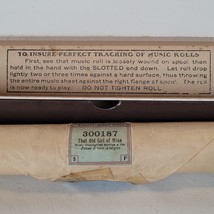 TO INSURE PERFECT TRACKING OF MUSIC ROLLS
First, see that music roll is loosely wound on spool; then
hold in the hand with the SLOTTED end down. Let roll drop
lightly two or three times against a hard surface, thus throwing
the entire music sheet against the right flange of spool. The
roll is now ready to play. DO NOT TIGHTEN ROLL
300187
That Old Girl of Mine
S F